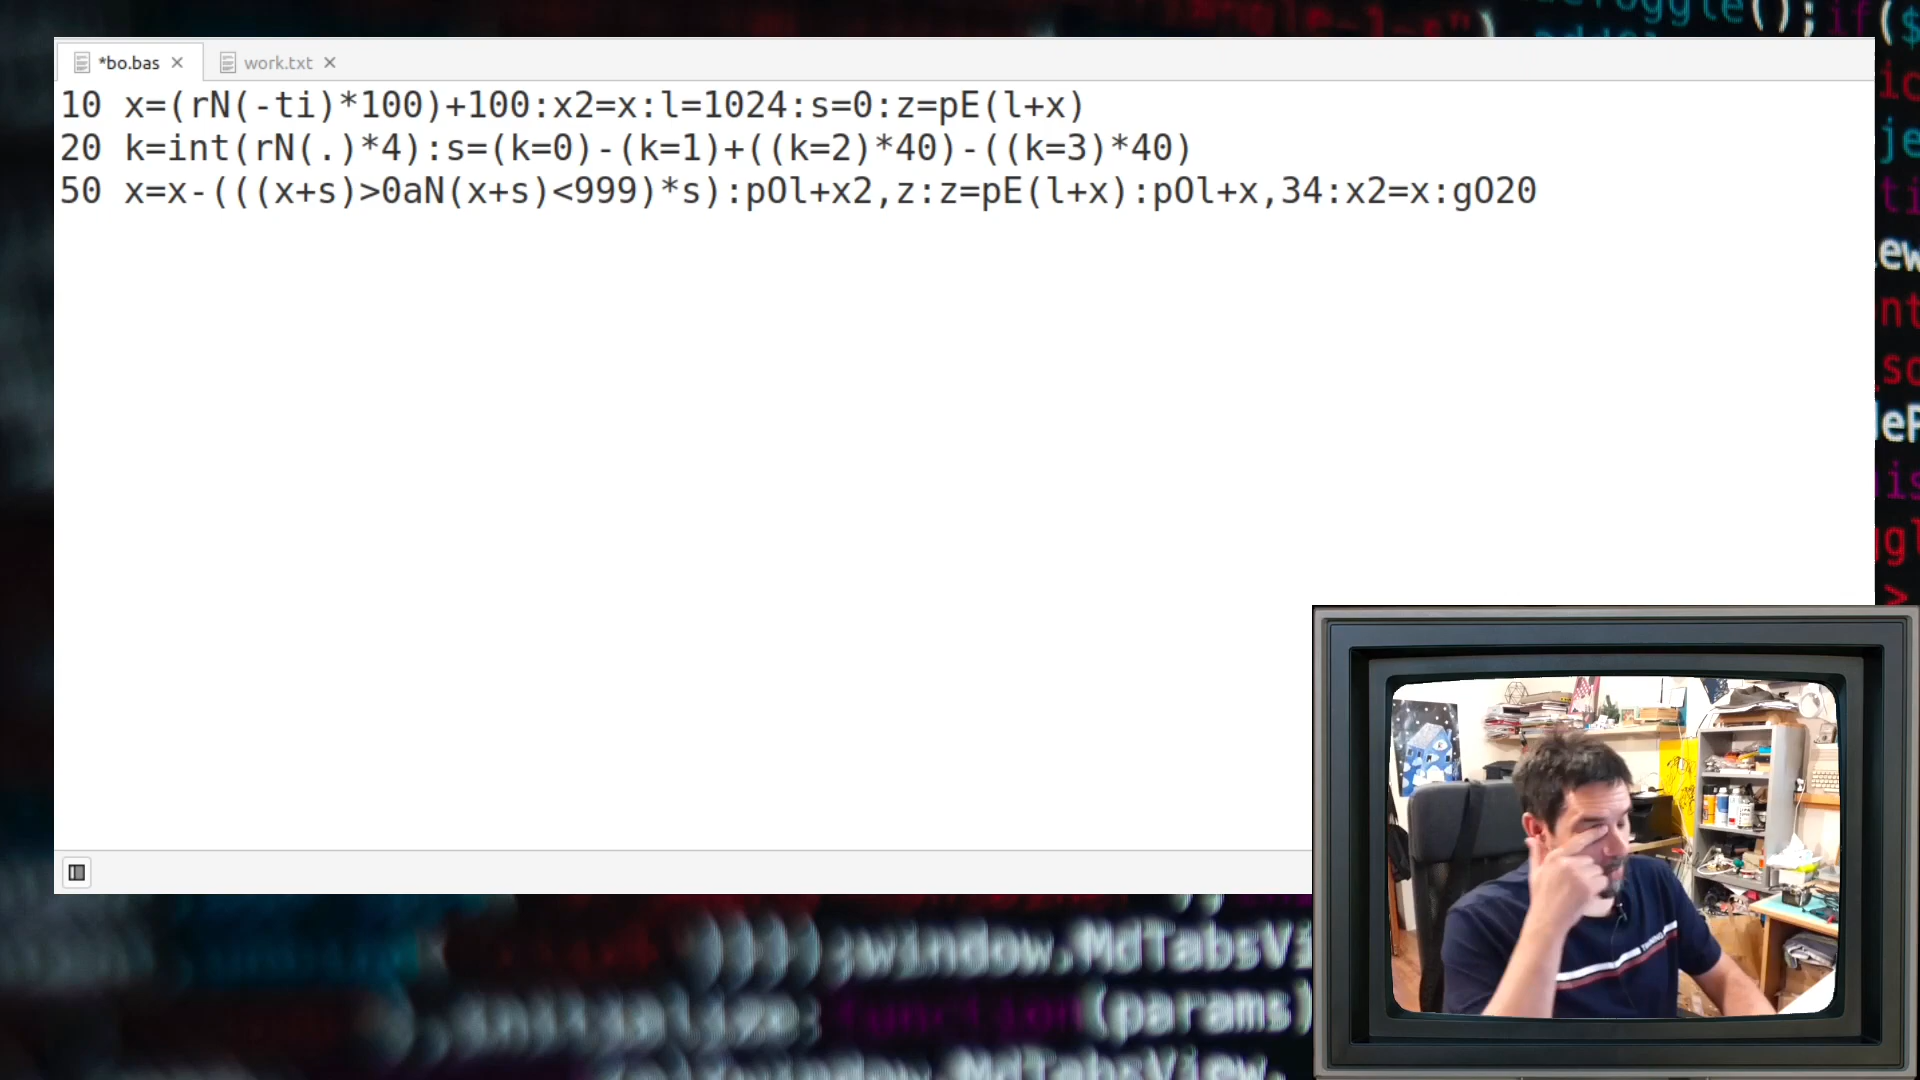 *bo.bas
work.txt
10 x=(rN(-ti)*100)+100:x2=x:l=1024:s=0:z=pE(l+x)
20 k=int(rN(.)*4):s=(k=0)-(k=1)+((k=2)*40)-((k=3)*40)
50 x=x-(((x+s)>0aN(x+s)<999)*s):pOl+x2,z:z=pE(l+x):pOl+x,34:x2=x:gO20
;window.MdTabsVi
function(params)